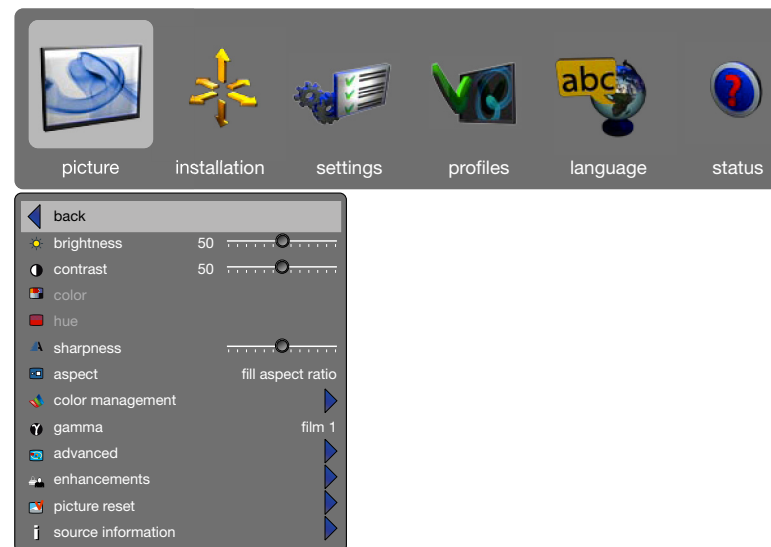 abc
picture installation settings profiles language status
back
brightness 50
contrast 50
color
hue
sharpness
aspect fill aspect ratio
color management
gamma film 1
advanced
enhancements
picture reset
source information